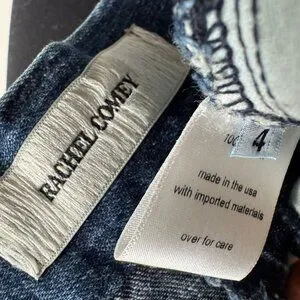 RACHEL COMEY
4
made in the usa
with imported materials
over for care